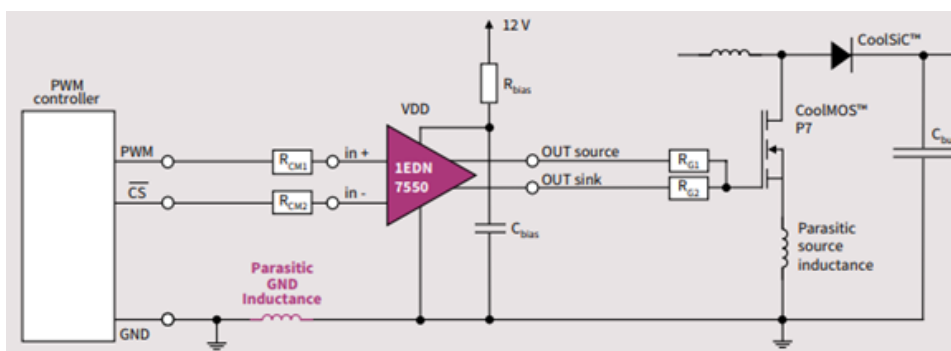 12 V
CoolSiC™
PWM
controller
R_bias
VDD
CoolMOS™
P7
PWM
R_CM1
in +
1EDN
7550
OUT source
R_G1
C_bu
CS
R_CM2
in -
OUT sink
R_G2
C_bias
Parasitic
GND
Inductance
Parasitic
source
inductance
GND